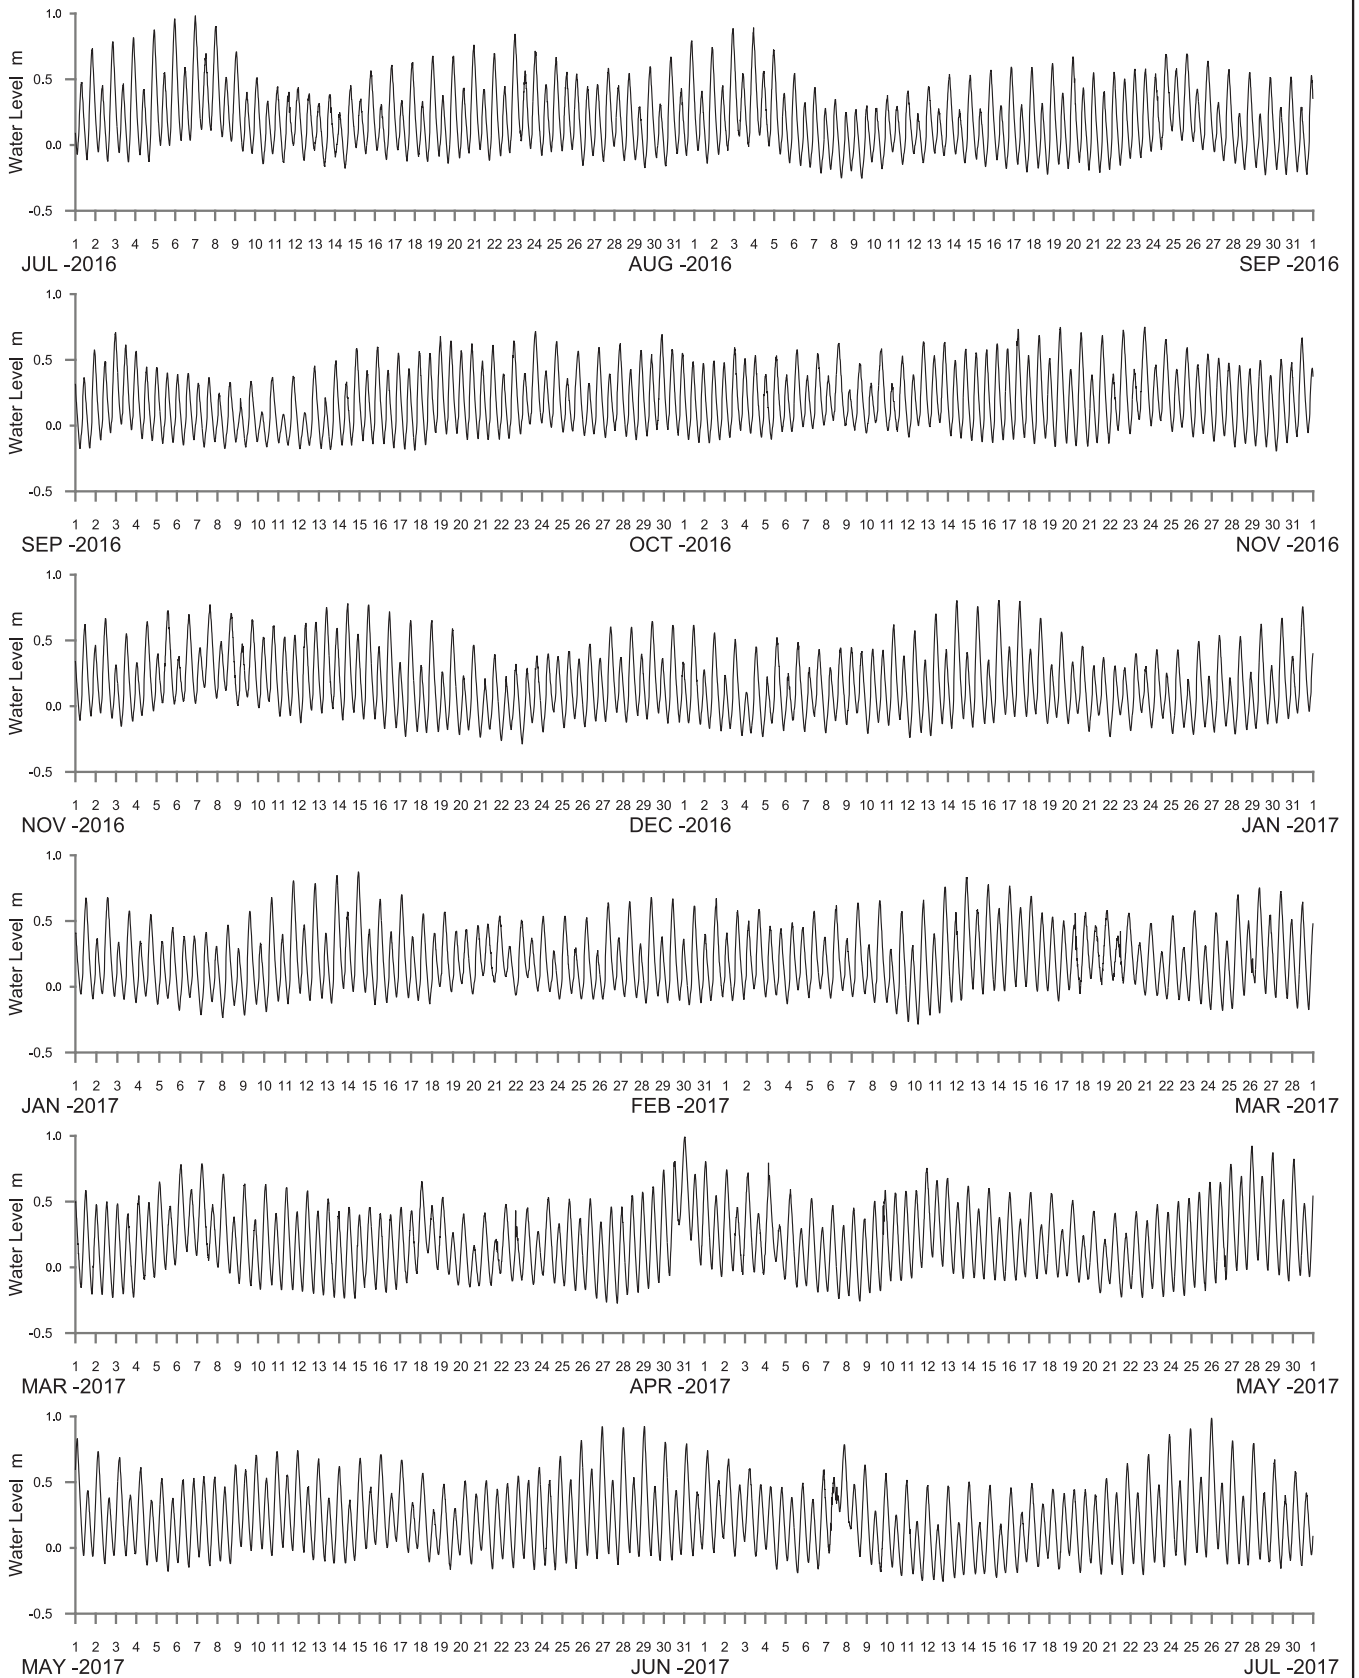 1.0
0.5
0.0
-0.5
Water Level m
1 2 3 4 5 6 7 8 9 10 11 12 13 14 15 16 17 18 19 20 21 22 23 24 25 26 27 28 29 30 31 1 2 3 4 5 6 7 8 9 10 11 12 13 14 15 16 17 18 19 20 21 22 23 24 25 26 27 28 29 30 31 1
JUL -2016 AUG -2016 SEP -2016
1.0
0.5
0.0
-0.5
Water Level m
1 2 3 4 5 6 7 8 9 10 11 12 13 14 15 16 17 18 19 20 21 22 23 24 25 26 27 28 29 30 1 2 3 4 5 6 7 8 9 10 11 12 13 14 15 16 17 18 19 20 21 22 23 24 25 26 27 28 29 30 31 1
SEP -2016 OCT -2016 NOV -2016
1.0
0.5
0.0
-0.5
Water Level m
1 2 3 4 5 6 7 8 9 10 11 12 13 14 15 16 17 18 19 20 21 22 23 24 25 26 27 28 29 30 1 2 3 4 5 6 7 8 9 10 11 12 13 14 15 16 17 18 19 20 21 22 23 24 25 26 27 28 29 30 31 1
NOV -2016 DEC -2016 JAN -2017
1.0
0.5
0.0
-0.5
Water Level m
1 2 3 4 5 6 7 8 9 10 11 12 13 14 15 16 17 18 19 20 21 22 23 24 25 26 27 28 29 30 31 1 2 3 4 5 6 7 8 9 10 11 12 13 14 15 16 17 18 19 20 21 22 23 24 25 26 27 28 1
JAN -2017 FEB -2017 MAR -2017
1.0
0.5
0.0
-0.5
Water Level m
1 2 3 4 5 6 7 8 9 10 11 12 13 14 15 16 17 18 19 20 21 22 23 24 25 26 27 28 29 30 31 1 2 3 4 5 6 7 8 9 10 11 12 13 14 15 16 17 18 19 20 21 22 23 24 25 26 27 28 29 30 1
MAR -2017 APR -2017 MAY -2017
1.0
0.5
0.0
-0.5
Water Level m
1 2 3 4 5 6 7 8 9 10 11 12 13 14 15 16 17 18 19 20 21 22 23 24 25 26 27 28 29 30 31 1 2 3 4 5 6 7 8 9 10 11 12 13 14 15 16 17 18 19 20 21 22 23 24 25 26 27 28 29 30 1
MAY -2017 JUN -2017 JUL -2017